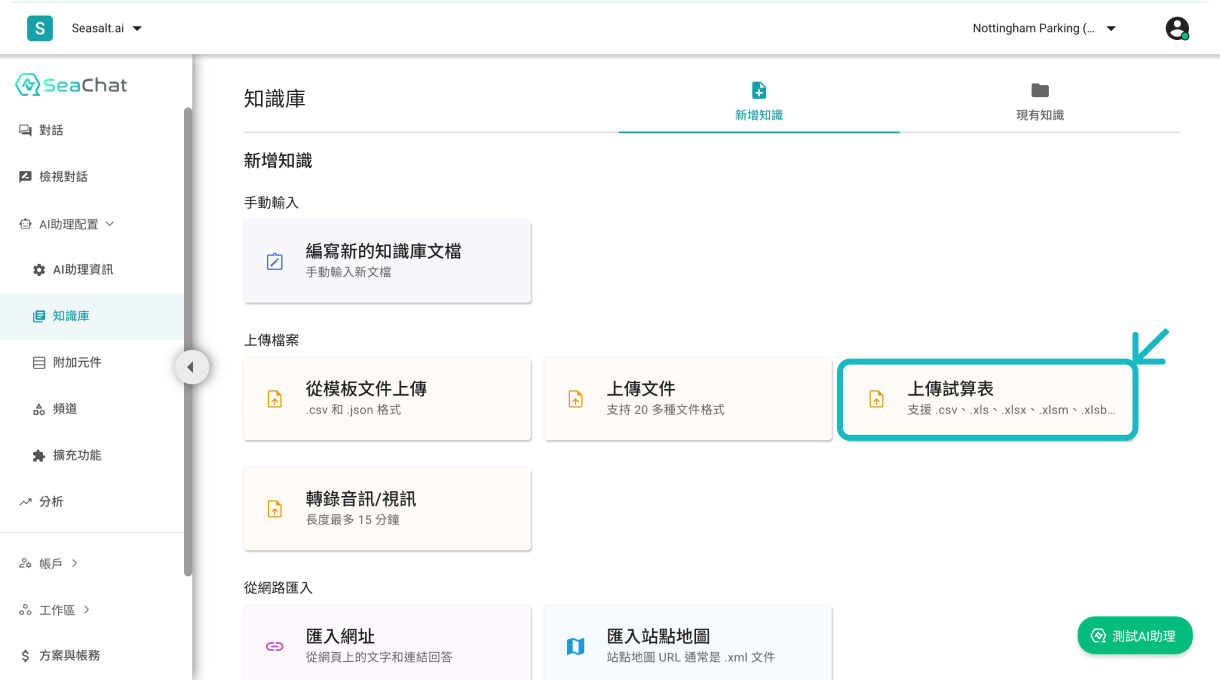 S
Seasalt.ai
Nottingham Parking (...
SeaChat
對話
檢視對話
AI助理配置
AI助理資訊
知識庫
附加元件
頻道
擴充功能
分析
帳戶
工作區
方案與帳務
知識庫
新增知識
現有知識
新增知識
手動輸入
編寫新的知識庫文檔
手動輸入新文檔
上傳檔案
從模板文件上傳
.csv 和 .json 格式
上傳文件
支持 20 多種文件格式
上傳試算表
支援 .csv、.xls、.xlsx、.xlsm、.xlsb...
轉錄音訊/視訊
長度最多 15 分鐘
從網路匯入
匯入網址
從網頁上的文字和連結回答
匯入站點地圖
站點地圖 URL 通常是 .xml 文件
測試AI助理